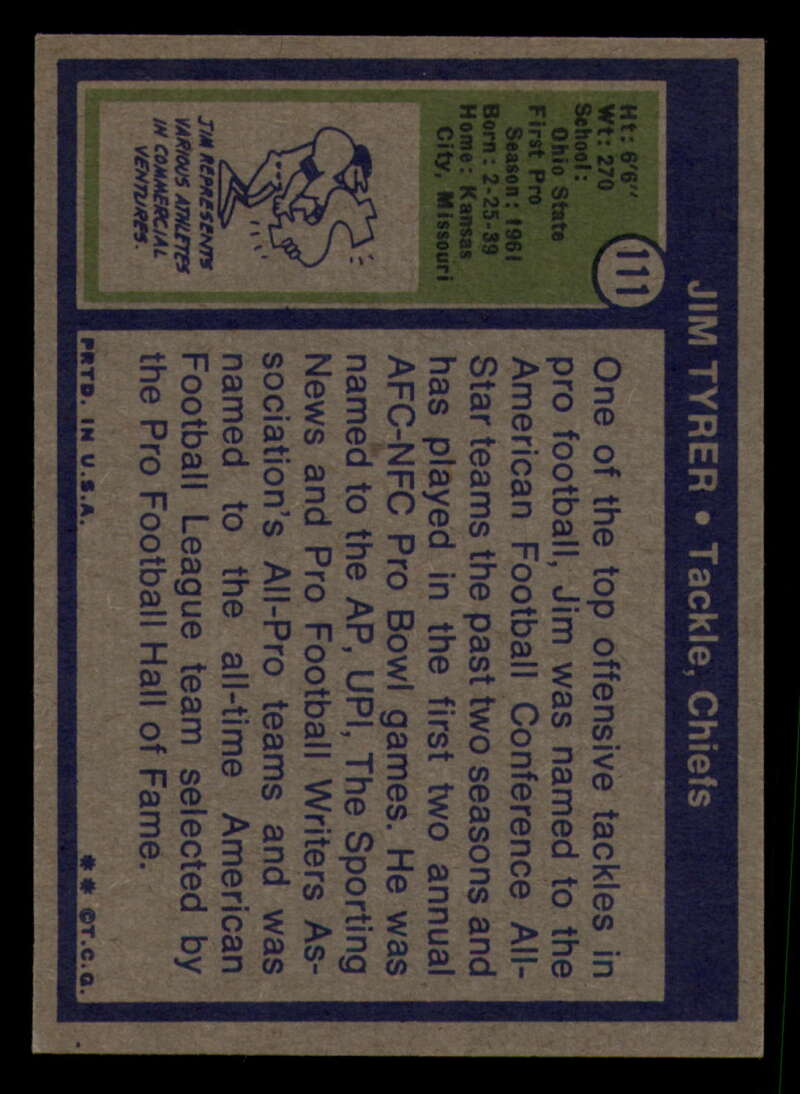 JIM TYRER • Tackle, Chiefs
111
Ht: 6'6"
Wt: 270
School:
Ohio State
First Pro
Season: 1961
Born: 2-25-39
Home: Kansas
City, Missouri
JIM REPRESENTS
VARIOUS ATHLETES
IN COMMERCIAL
VENTURES.
One of the top offensive tackles in
pro football, Jim was named to the
American Football Conference All-
Star teams the past two seasons and
has played in the first two annual
AFC-NFC Pro Bowl games. He was
named to the AP, UPI, The Sporting
News and Pro Football Writers As-
sociation's All-Pro teams and was
named to the all-time American
Football League team selected by
the Pro Football Hall of Fame.
PRTD. IN U.S.A.
** ©T.C.G.